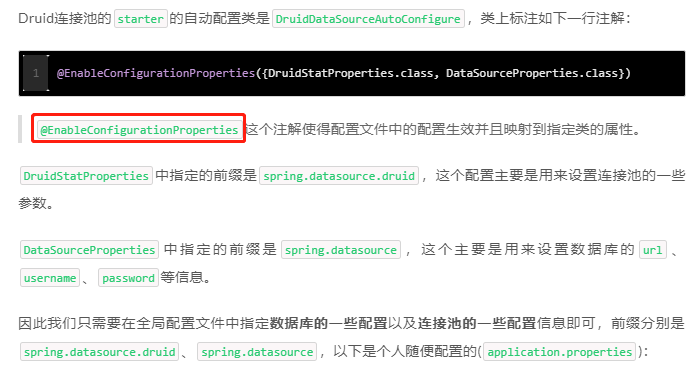 Druid连接池的 starter 的自动配置类是 DruidDataSourceAutoConfigure ，类上标注如下一行注解：
1 @EnableConfigurationProperties({DruidStatProperties.class, DataSourceProperties.class})
@EnableConfigurationProperties 这个注解使得配置文件中的配置生效并且映射到指定类的属性。
DruidStatProperties 中指定的前缀是 spring.datasource.druid ，这个配置主要是用来设置连接池的一些
参数。
DataSourceProperties 中指定的前缀是 spring.datasource ，这个主要是用来设置数据库的 url 、
username 、 password 等信息。
因此我们只需要在全局配置文件中指定数据库的一些配置以及连接池的一些配置信息即可，前缀分别是
spring.datasource.druid 、 spring.datasource ，以下是个人随便配置的( application.properties )：